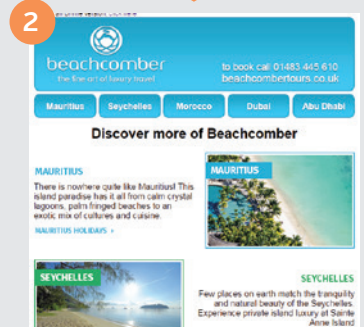 2
beachcomber
the fine art of luxury travel
to book call 01483 445 610
beachcombertours.co.uk
Mauritius
Seychelles
Morocco
Dubai
Abu Dhabi
Discover more of Beachcomber
MAURITIUS
There is nowhere quite like Mauritius! This
island paradise has it all from calm crystal
lagoons, palm fringed beaches to an
exotic mix of cultures and cuisine.
MAURITIUS HOLIDAYS ›
MAURITIUS
SEYCHELLES
SEYCHELLES
Few places on earth match the tranquility
and natural beauty of the Seychelles.
Experience private island luxury at Sainte
Anne Island